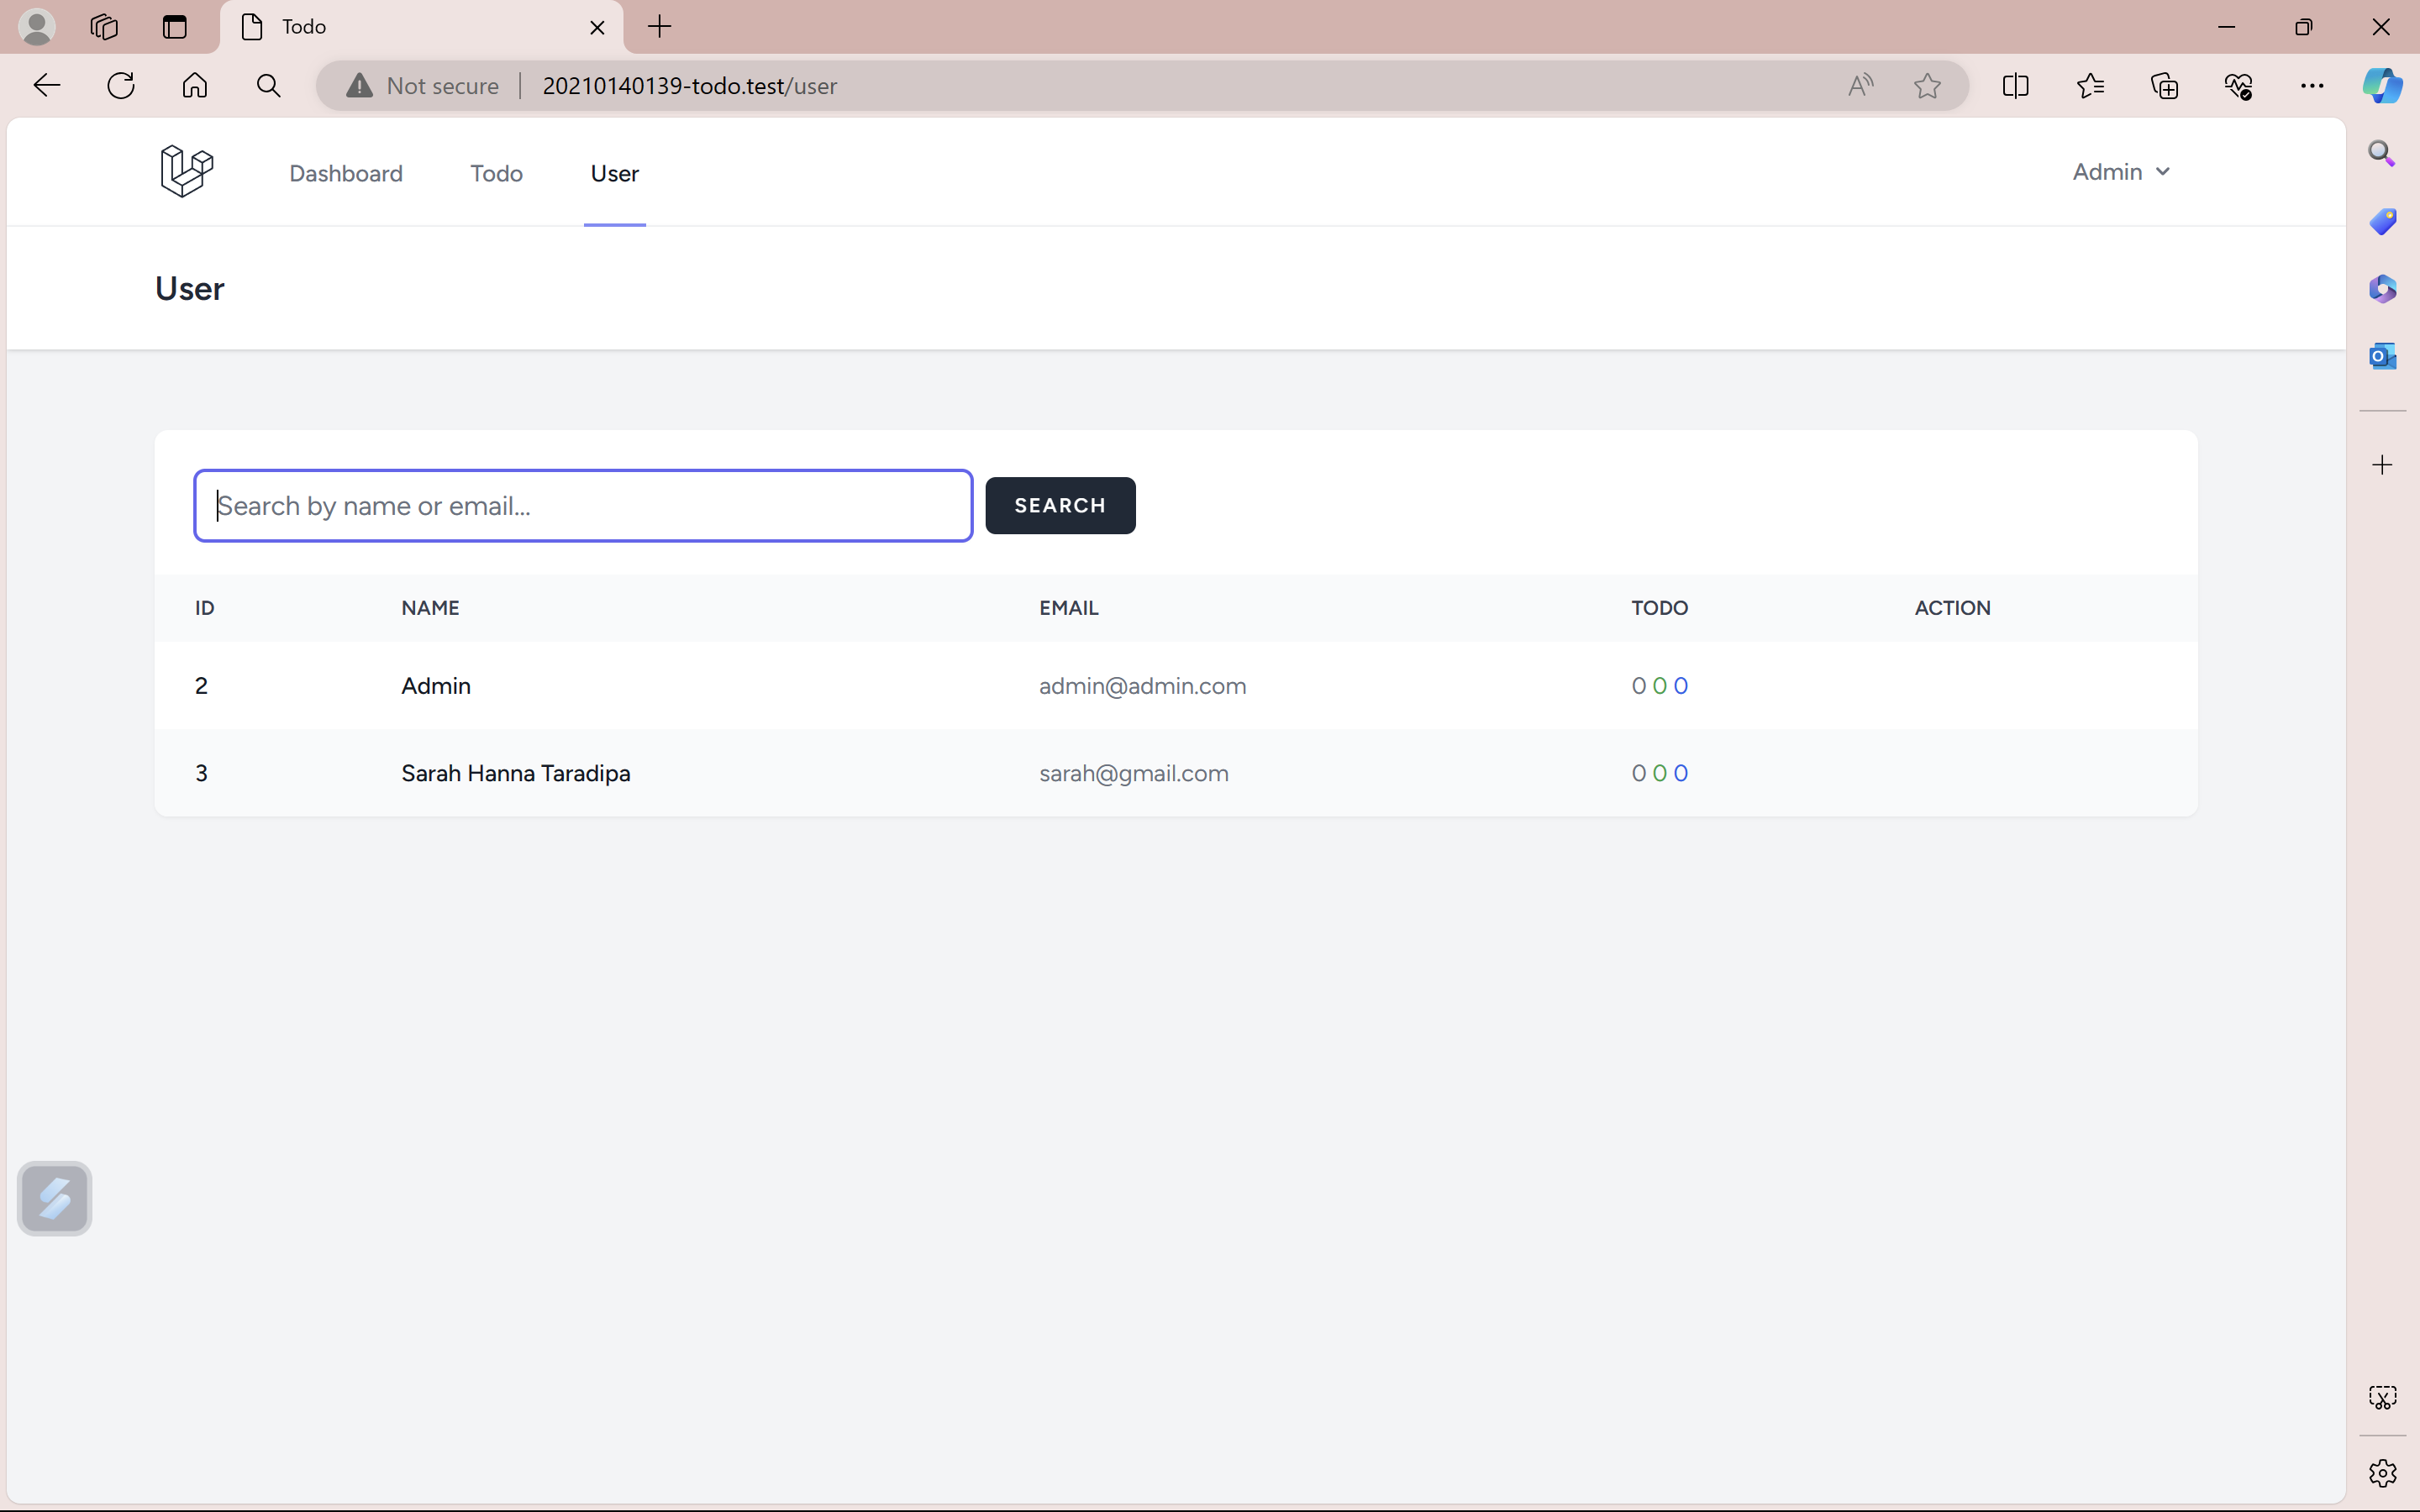 Todo
Not secure 20210140139-todo.test/user
Dashboard Todo User Admin
User
Search by name or email...
SEARCH
ID NAME EMAIL TODO ACTION
2 Admin admin@admin.com 0 0 0
3 Sarah Hanna Taradipa sarah@gmail.com 0 0 0